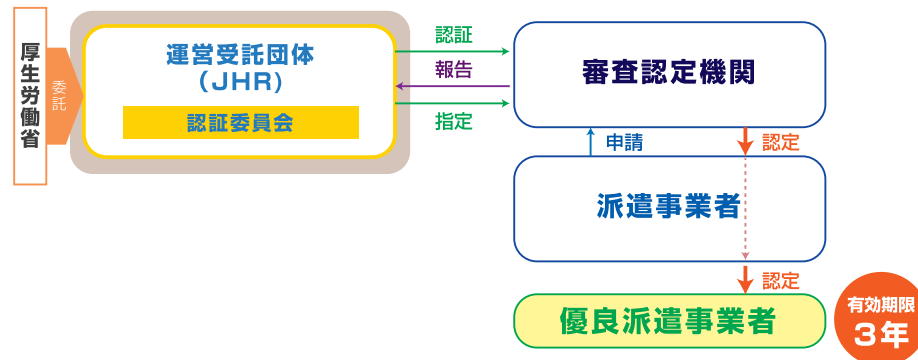 厚生労働省
委託
運営受託団体
（JHR）
認証委員会
認証
報告
指定
審査認定機関
申請
認定
派遣事業者
認定
優良派遣事業者
有効期限
3年